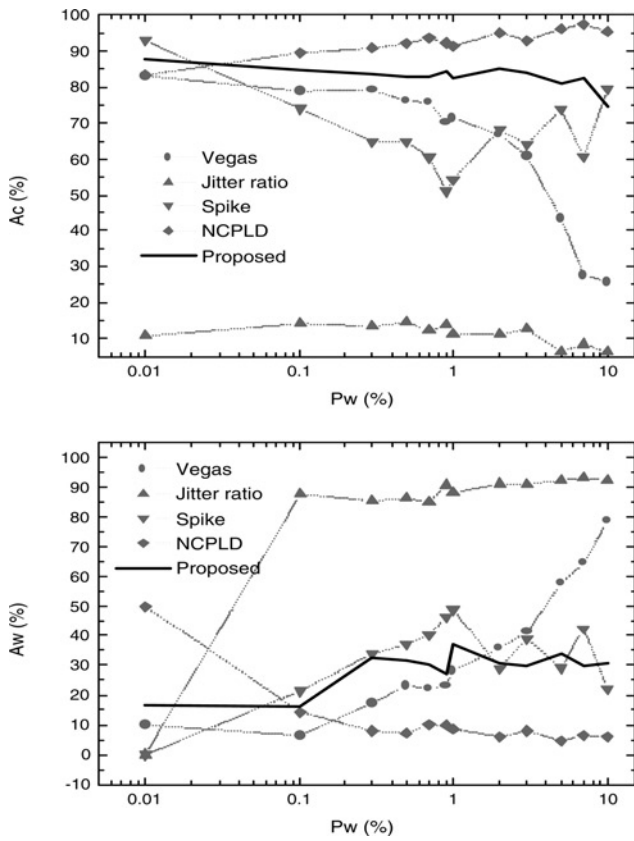 100
90
80
70
60
50
40
30
20
10
Ac (%)
Vegas
Jitter ratio
Spike
NCPLD
Proposed
0.01 0.1 1 10
Pw (%)
100
90
80
70
60
50
40
30
20
10
0
-10
Aw (%)
Vegas
Jitter ratio
Spike
NCPLD
Proposed
0.01 0.1 1 10
Pw (%)